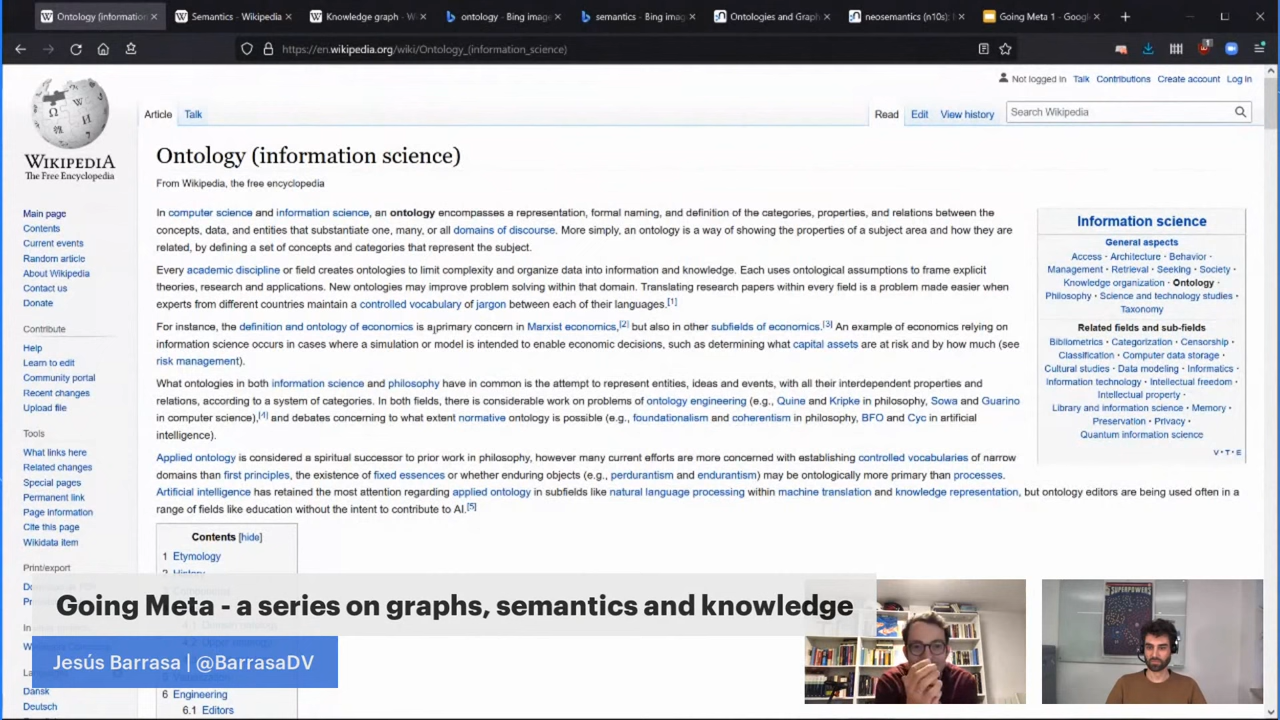 Ontology (information
Semantics - Wikipedia
Knowledge graph - Wi
ontology - Bing image
semantics - Bing imag
Ontologies and Graph
neosemantics (n10s):
Going Meta 1 - Googl
https://en.wikipedia.org/wiki/Ontology_(information_science)
Not logged in Talk Contributions Create account Log in
Article Talk
Read Edit View history
Search Wikipedia
WIKIPEDIA
The Free Encyclopedia
Main page
Contents
Current events
Random article
About Wikipedia
Contact us
Donate
Contribute
Help
Learn to edit
Community portal
Recent changes
Upload file
Tools
What links here
Related changes
Special pages
Permanent link
Page information
Cite this page
Wikidata item
Print/export
Dansk
Deutsch
Ontology (information science)
From Wikipedia, the free encyclopedia
In computer science and information science, an ontology encompasses a representation, formal naming, and definition of the categories, properties, and relations between the
concepts, data, and entities that substantiate one, many, or all domains of discourse. More simply, an ontology is a way of showing the properties of a subject area and how they are
related, by defining a set of concepts and categories that represent the subject.
Every academic discipline or field creates ontologies to limit complexity and organize data into information and knowledge. Each uses ontological assumptions to frame explicit
theories, research and applications. New ontologies may improve problem solving within that domain. Translating research papers within every field is a problem made easier when
experts from different countries maintain a controlled vocabulary of jargon between each of their languages.[1]
For instance, the definition and ontology of economics is a primary concern in Marxist economics,[2] but also in other subfields of economics.[3] An example of economics relying on
information science occurs in cases where a simulation or model is intended to enable economic decisions, such as determining what capital assets are at risk and by how much (see
risk management).
What ontologies in both information science and philosophy have in common is the attempt to represent entities, ideas and events, with all their interdependent properties and
relations, according to a system of categories. In both fields, there is considerable work on problems of ontology engineering (e.g., Quine and Kripke in philosophy, Sowa and Guarino
in computer science),[4] and debates concerning to what extent normative ontology is possible (e.g., foundationalism and coherentism in philosophy, BFO and Cyc in artificial
intelligence).
Applied ontology is considered a spiritual successor to prior work in philosophy, however many current efforts are more concerned with establishing controlled vocabularies of narrow
domains than first principles, the existence of fixed essences or whether enduring objects (e.g., perdurantism and endurantism) may be ontologically more primary than processes.
Artificial intelligence has retained the most attention regarding applied ontology in subfields like natural language processing within machine translation and knowledge representation, but ontology editors are being used often in a
range of fields like education without the intent to contribute to AI.[5]
Information science
General aspects
Access · Architecture · Behavior ·
Management · Retrieval · Seeking · Society ·
Knowledge organization · Ontology ·
Philosophy · Science and technology studies ·
Taxonomy
Related fields and sub-fields
Bibliometrics · Categorization · Censorship ·
Classification · Computer data storage ·
Cultural studies · Data modeling · Informatics ·
Information technology · Intellectual freedom ·
Intellectual property ·
Library and information science · Memory ·
Preservation · Privacy ·
Quantum information science
V · T · E
Contents [hide]
1 Etymology
2 History
6 Engineering
6.1 Editors
Going Meta - a series on graphs, semantics and knowledge
Jesús Barrasa | @BarrasaDV
SUPERPOWERS